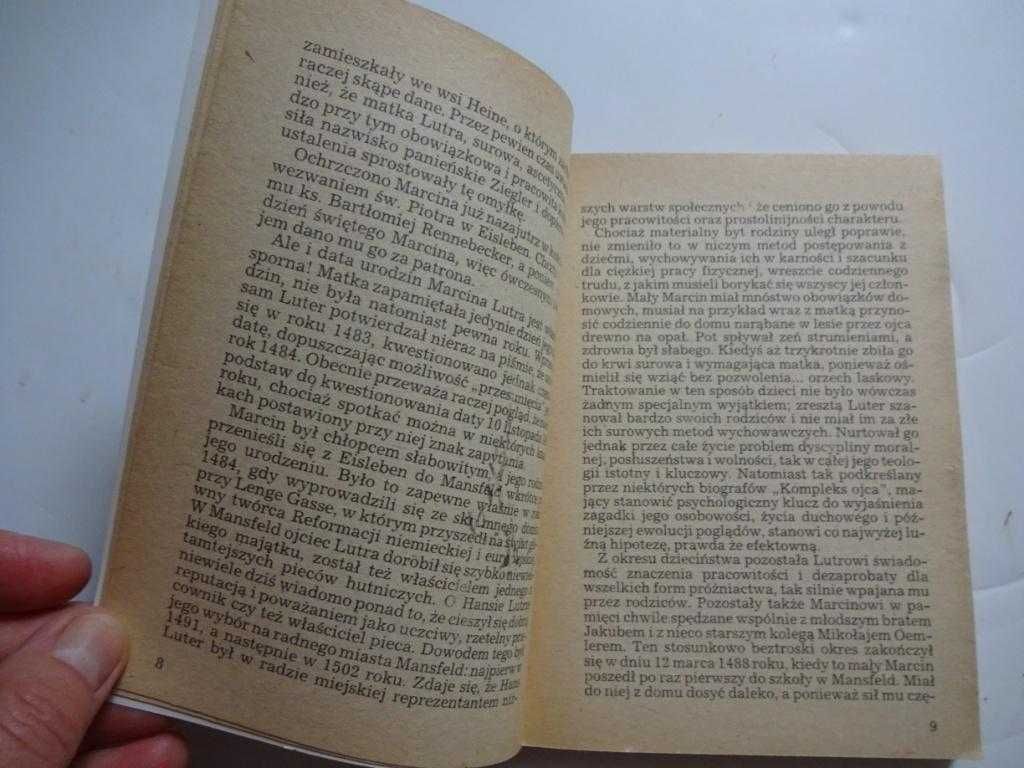 zamieszkały we wsi Heine, o którym
raczej skąpe dane. Przez pewien czas
nież, że matka Lutra, surowa, ascetyczna
dzo przy tym obowiązkowa i pracowita
siła nazwisko panieńskie Ziegler i
ustalenia sprostowały tę omyłkę.
Ochrzczono Marcina już nazajutrz w
wezwaniem św. Piotra w Eisleben.
mu ks. Bartłomiej Rennebecker, a
dzień świętego Marcina, więc ówczesnym
jem dano mu go za patrona.
Ale i data urodzin Marcina Lutra jest
sporna! Matka zapamiętała jedynie dzień
dzin, nie była natomiast pewna roku.
sam Luter potwierdzał nieraz na piśmie, że
się w roku 1483, kwestionowano jednak
datę, dopuszczając możliwość „przesunięcia"
rok 1484. Obecnie przeważa raczej pogląd, że
podstaw do kwestionowania daty 10 listopada
roku, chociaż spotkać można w niektórych
kach postawiony przy niej znak zapytania.
Marcin był chłopcem słabowitym, a jego
przenieśli się z Eisleben do Mansfeld wkrótce
jego urodzeniu. Było to zapewne właśnie w
1484, gdy wyprowadzili się ze skromnego
przy Lenge Gasse, w którym przyszedł na świat
wny twórca Reformacji niemieckiej i
W Mansfeld ojciec Lutra dorobił się szybko
kiego majątku, został też właścicielem jednego z
tamtejszych pieców hutniczych. O Hansie Lutrze
niewiele dziś wiadomo ponad to, że cieszył się dobrą
reputacją i poważaniem jako uczciwy, rzetelny pra-
cownik czy też właściciel pieca. Dowodem tego był
jego wybór na radnego miasta Mansfeld: najpierw w
1491, a następnie w 1502 roku. Zdaje się, że Hans
Luter był w radzie miejskiej reprezentantem niż-
8
szych warstw społecznych i że ceniono go z powodu
jego pracowitości oraz prostolinijności charakteru.
Chociaż materialny byt rodziny uległ poprawie,
nie zmieniło to w niczym metod postępowania z
dziećmi, wychowywania ich w karności i szacunku
dla ciężkiej pracy fizycznej, wreszcie codziennego
trudu, z jakim musieli borykać się wszyscy jej człon-
kowie. Mały Marcin miał mnóstwo obowiązków do-
mowych, musiał na przykład wraz z matką przyno-
sić codziennie do domu narąbane w lesie przez ojca
drewno na opał. Pot spływał zeń strumieniami, a
zdrowia był słabego. Kiedyś aż trzykrotnie zbiła go
do krwi surowa i wymagająca matka, ponieważ oś-
mielił się wziąć bez pozwolenia... orzech laskowy.
Traktowanie w ten sposób dzieci nie było wówczas
żadnym specjalnym wyjątkiem; zresztą Luter sza-
nował bardzo swoich rodziców i nie miał im za złe
ich surowych metod wychowawczych. Nurtował go
jednak przez całe życie problem dyscypliny moral-
nej, posłuszeństwa i wolności, tak w całej jego teolo-
gii istotny i kluczowy. Natomiast tak podkreślany
przez niektórych biografów „Kompleks ojca", ma-
jący stanowić psychologiczny klucz do wyjaśnienia
zagadki jego osobowości, życia duchowego i póź-
niejszej ewolucji poglądów, stanowi co najwyżej lu-
źną hipotezę, prawda że efektowną.
Z okresu dzieciństwa pozostała Lutrowi świado-
mość znaczenia pracowitości i dezaprobaty dla
wszelkich form próżniactwa, tak silnie wpajana mu
przez rodziców. Pozostały także Marcinowi w pa-
mięci chwile spędzane wspólnie z młodszym bratem
Jakubem i z nieco starszym kolegą Mikołajem Oem-
lerem. Ten stosunkowo beztroski okres zakończył
się w dniu 12 marca 1488 roku, kiedy to mały Marcin
poszedł po raz pierwszy do szkoły w Mansfeld. Miał
do niej z domu dosyć daleko, a ponieważ sił mu czę-
9